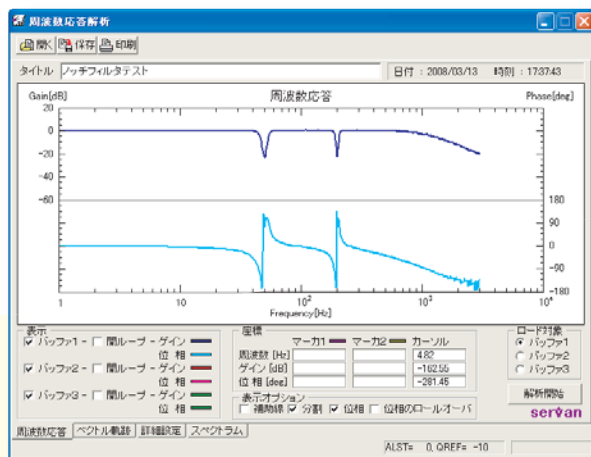 周波数応答解析
開く 保存 印刷
タイトル ノッチフィルタテスト 日付 : 2008/03/13 時刻 : 17:37:43
Gain[dB] 周波数応答 Phase[deg]
20
0
-20
-40
-60 180
90
0
-90
-180
1 10 10² 10³ 10⁴
Frequency[Hz]
表示
バッファ1 - 開ループ - ゲイン
位相
バッファ2 - 開ループ - ゲイン
位相
バッファ3 - 開ループ - ゲイン
位相
座標
マーカ1 マーカ2 カーソル
周波数 [Hz] 4.82
ゲイン [dB] -162.55
位相 [deg] -281.45
表示オプション
補助線 分割 位相 位相のロールオーバ
ロード対象
バッファ1
バッファ2
バッファ3
解析開始
servan
周波数応答 ベクトル軌跡 詳細設定 スペクトラム
ALST= 0, QREF= -10